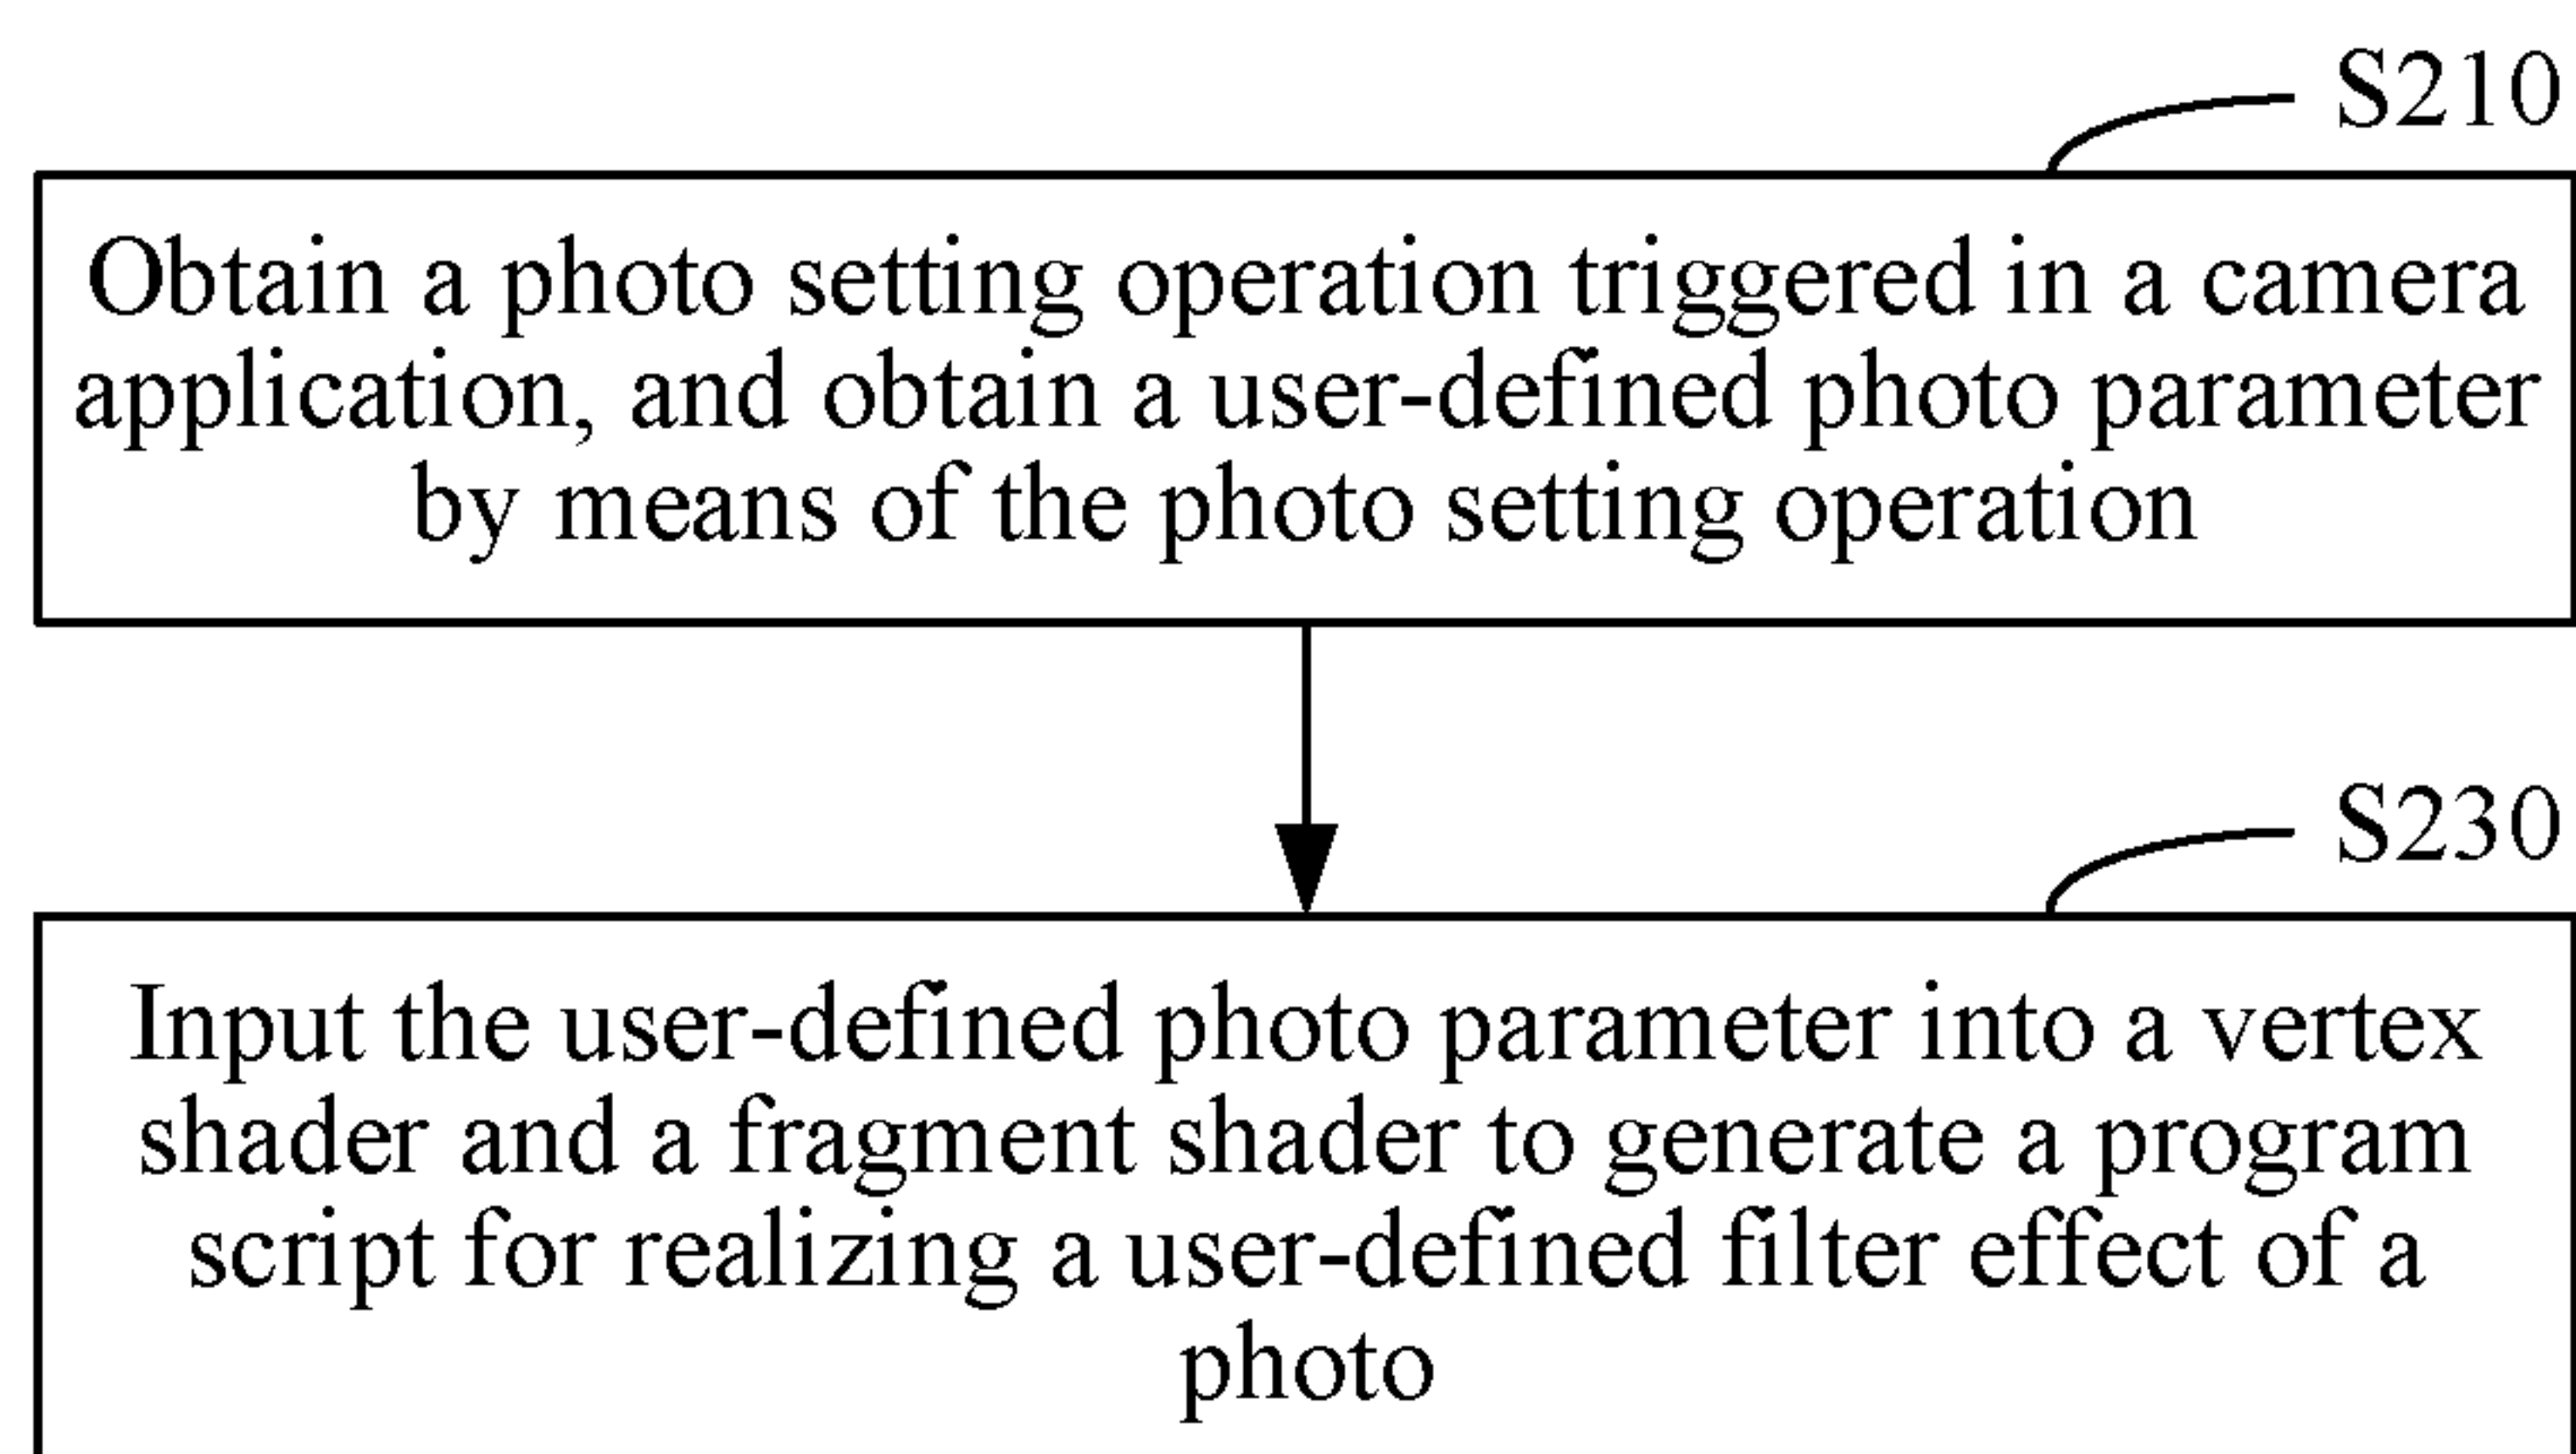 S210
Obtain a photo setting operation triggered in a camera
application, and obtain a user-defined photo parameter
by means of the photo setting operation
S230
Input the user-defined photo parameter into a vertex
shader and a fragment shader to generate a program
script for realizing a user-defined filter effect of a
photo